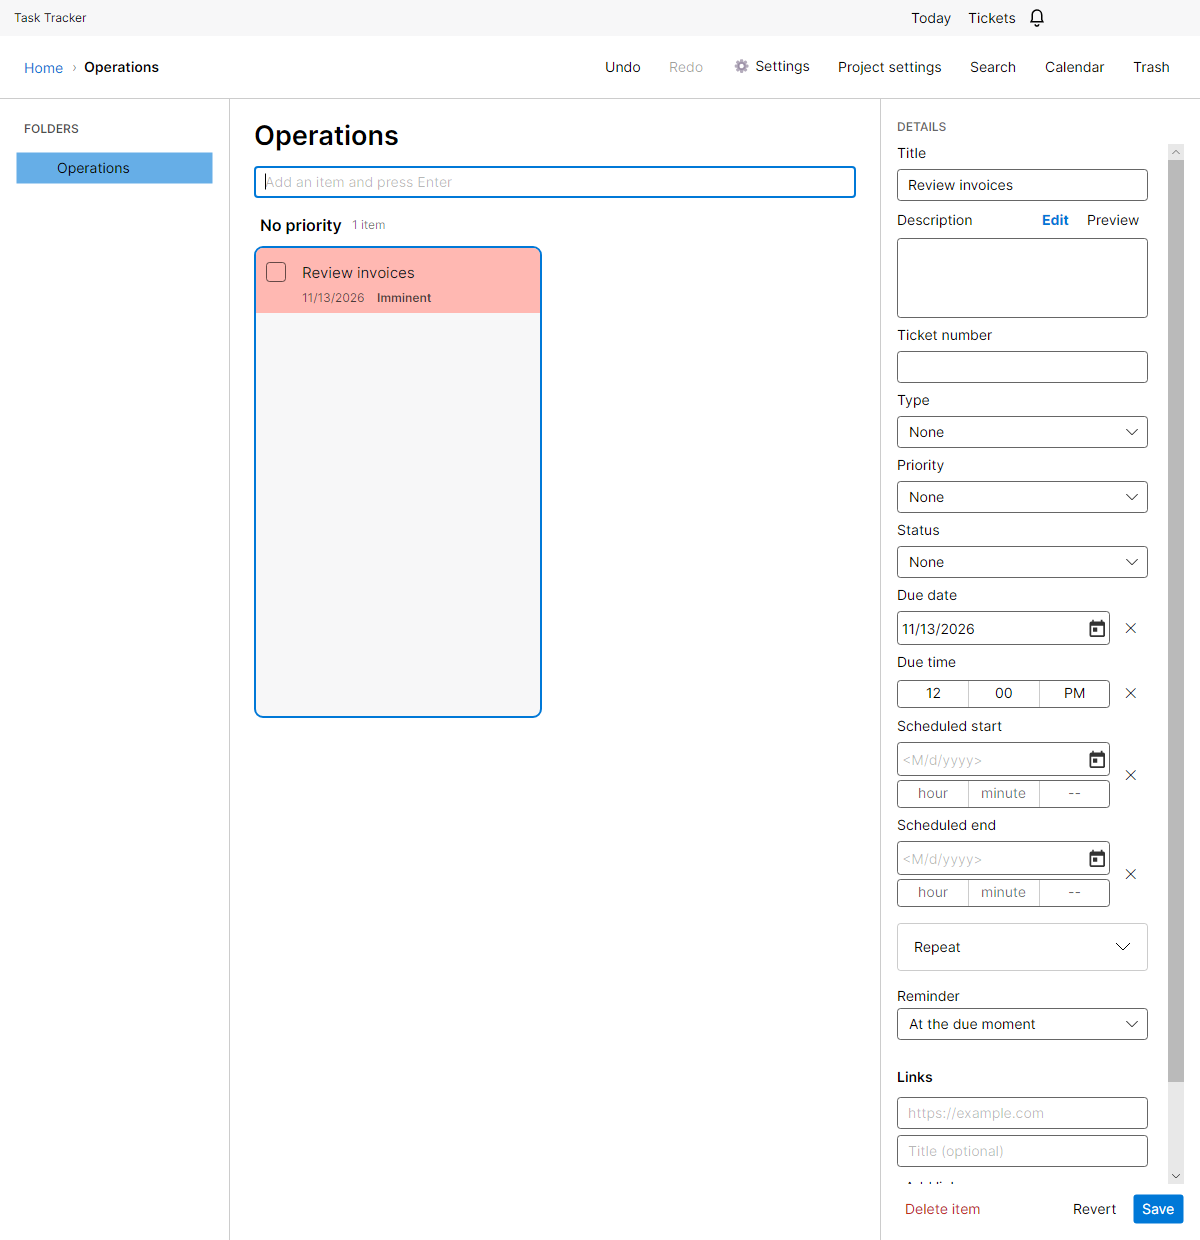 Task Tracker
Today Tickets
Home › Operations
Undo Redo Settings Project settings Search Calendar Trash
FOLDERS
Operations
Operations
Add an item and press Enter
No priority 1 item
Review invoices
11/13/2026 Imminent
DETAILS
Title
Review invoices
Description Edit Preview
Ticket number
Type
None
Priority
None
Status
None
Due date
11/13/2026
Due time
12 00 PM
Scheduled start
<M/d/yyyy>
hour minute --
Scheduled end
<M/d/yyyy>
hour minute --
Repeat
Reminder
At the due moment
Links
https://example.com
Title (optional)
Delete item Revert Save